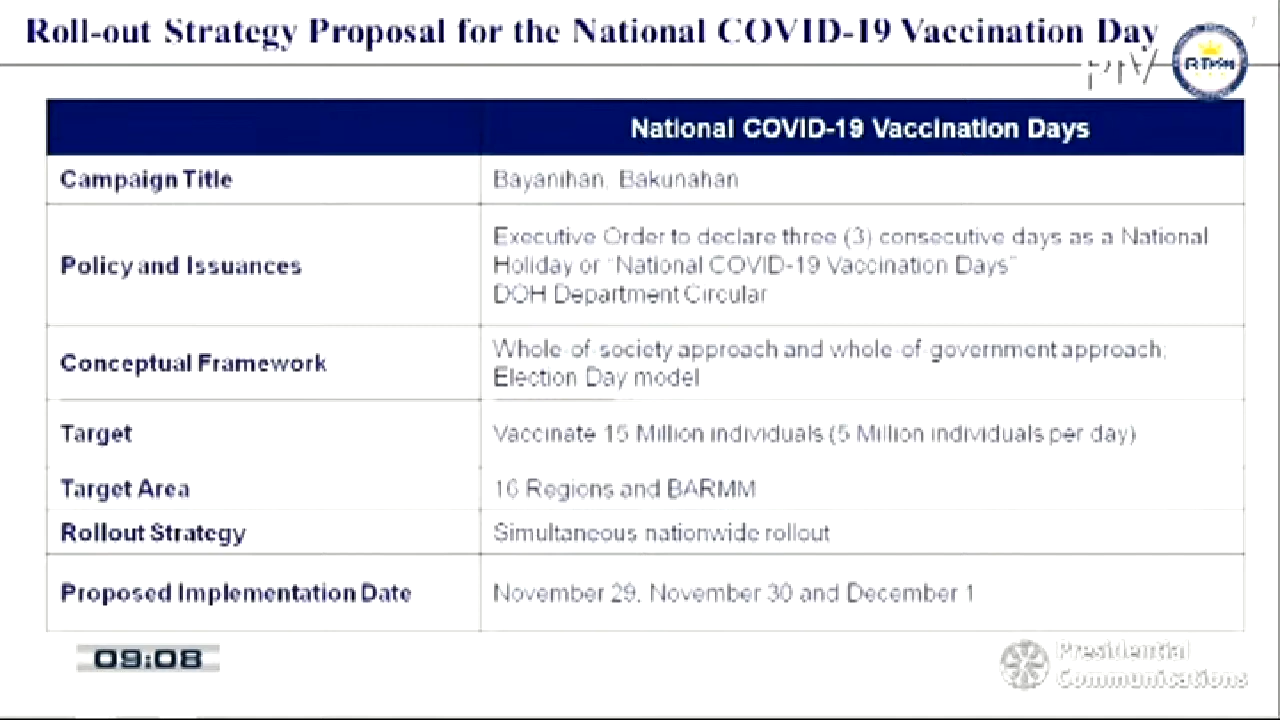 Roll-out Strategy Proposal for the National COVID-19 Vaccination Day
PTV
RTVM
National COVID-19 Vaccination Days
Campaign Title
Bayanihan, Bakunahan
Policy and Issuances
Executive Order to declare three (3) consecutive days as a National
Holiday or "National COVID-19 Vaccination Days"
DOH Department Circular
Conceptual Framework
Whole-of-society approach and whole-of-government approach;
Election Day model
Target
Vaccinate 15 Million individuals (5 Million individuals per day)
Target Area
16 Regions and BARMM
Rollout Strategy
Simultaneous nationwide rollout
Proposed Implementation Date
November 29, November 30 and December 1
09:08
Presidential
Communications